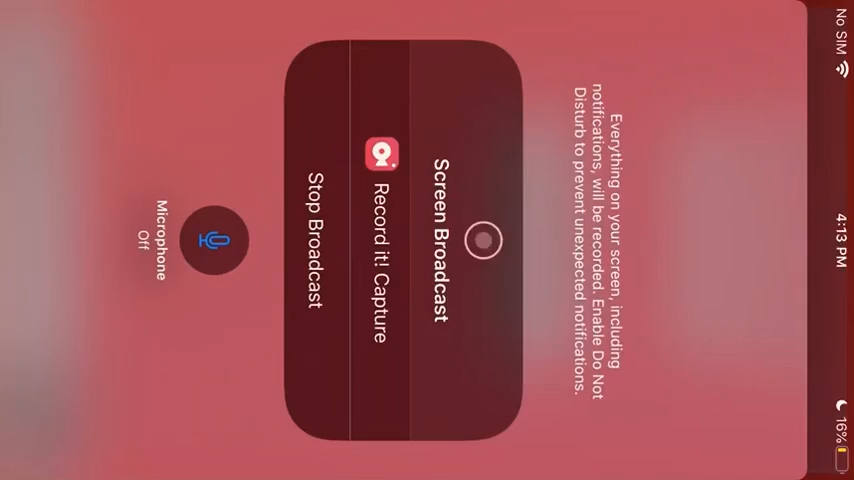 No SIM 4:13 PM 16%
Everything on your screen, including
notifications, will be recorded. Enable Do Not
Disturb to prevent unexpected notifications.
Screen Broadcast
Record it! Capture
Stop Broadcast
Microphone
Off